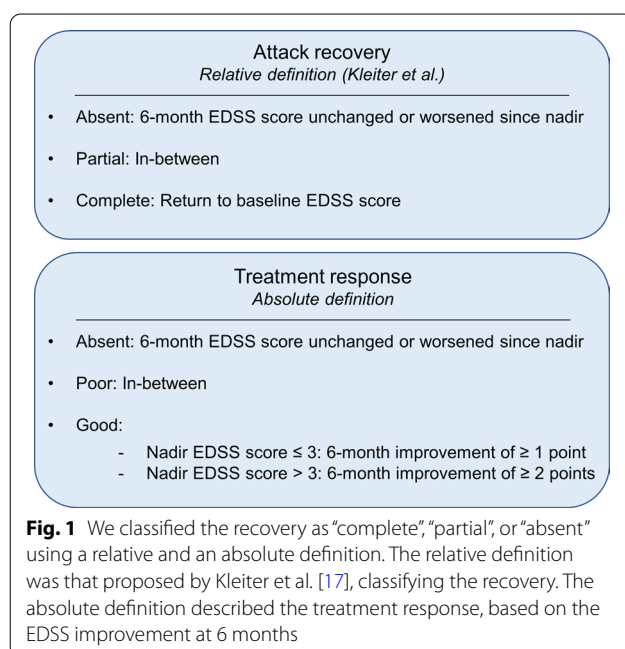 Attack recovery
Relative definition (Kleiter et al.)
• Absent: 6-month EDSS score unchanged or worsened since nadir
• Partial: In-between
• Complete: Return to baseline EDSS score
Treatment response
Absolute definition
• Absent: 6-month EDSS score unchanged or worsened since nadir
• Poor: In-between
• Good:
- Nadir EDSS score ≤ 3: 6-month improvement of ≥ 1 point
- Nadir EDSS score > 3: 6-month improvement of ≥ 2 points
Fig. 1 We classified the recovery as “complete”, “partial”, or “absent”
using a relative and an absolute definition. The relative definition
was that proposed by Kleiter et al. [17], classifying the recovery. The
absolute definition described the treatment response, based on the
EDSS improvement at 6 months